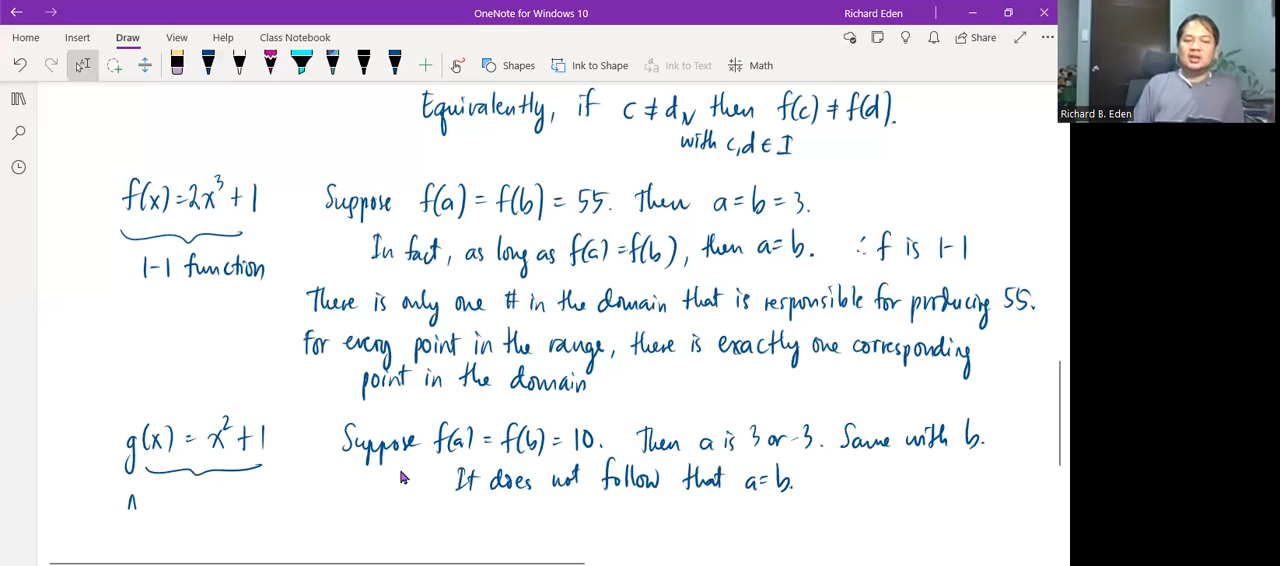 OneNote for Windows 10
Richard Eden
Home Insert Draw View Help Class Notebook
Share
Shapes Ink to Shape Ink to Text Math
Richard B. Eden
Equivalently, if c ≠ d, then f(c) ≠ f(d).
with c,d ∈ I
f(x) = 2x³ + 1 Suppose f(a) = f(b) = 55. Then a = b = 3.
1-1 function In fact, as long as f(a) = f(b), then a = b. ∴ f is 1-1
There is only one # in the domain that is responsible for producing 55.
For every point in the range, there is exactly one corresponding
point in the domain
g(x) = x² + 1 Suppose f(a) = f(b) = 10. Then a is 3 or -3. Same with b.
It does not follow that a = b.